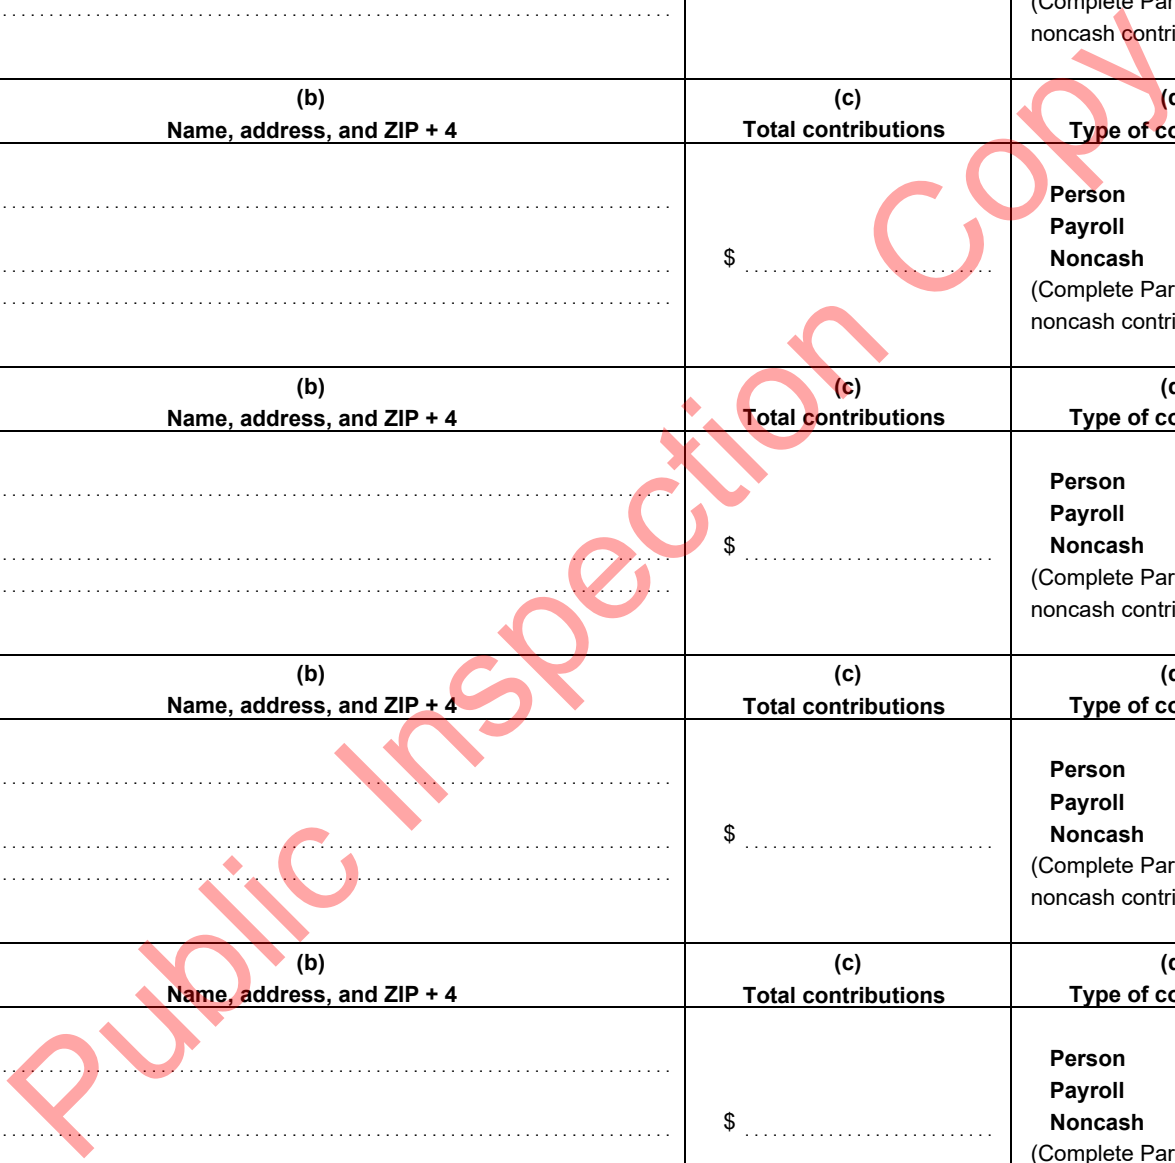 (Complete Par
noncash contri
(b) (c) (d
Name, address, and ZIP + 4 Total contributions Type of co
Person
Payroll
$ Noncash
(Complete Par
noncash contri
(b) (c) (d
Name, address, and ZIP + 4 Total contributions Type of co
Person
Payroll
$ Noncash
(Complete Par
noncash contri
(b) (c) (d
Name, address, and ZIP + 4 Total contributions Type of co
Person
Payroll
$ Noncash
(Complete Par
noncash contri
(b) (c) (d
Name, address, and ZIP + 4 Total contributions Type of co
Person
Payroll
$ Noncash
(Complete Par
Public Inspection Copy